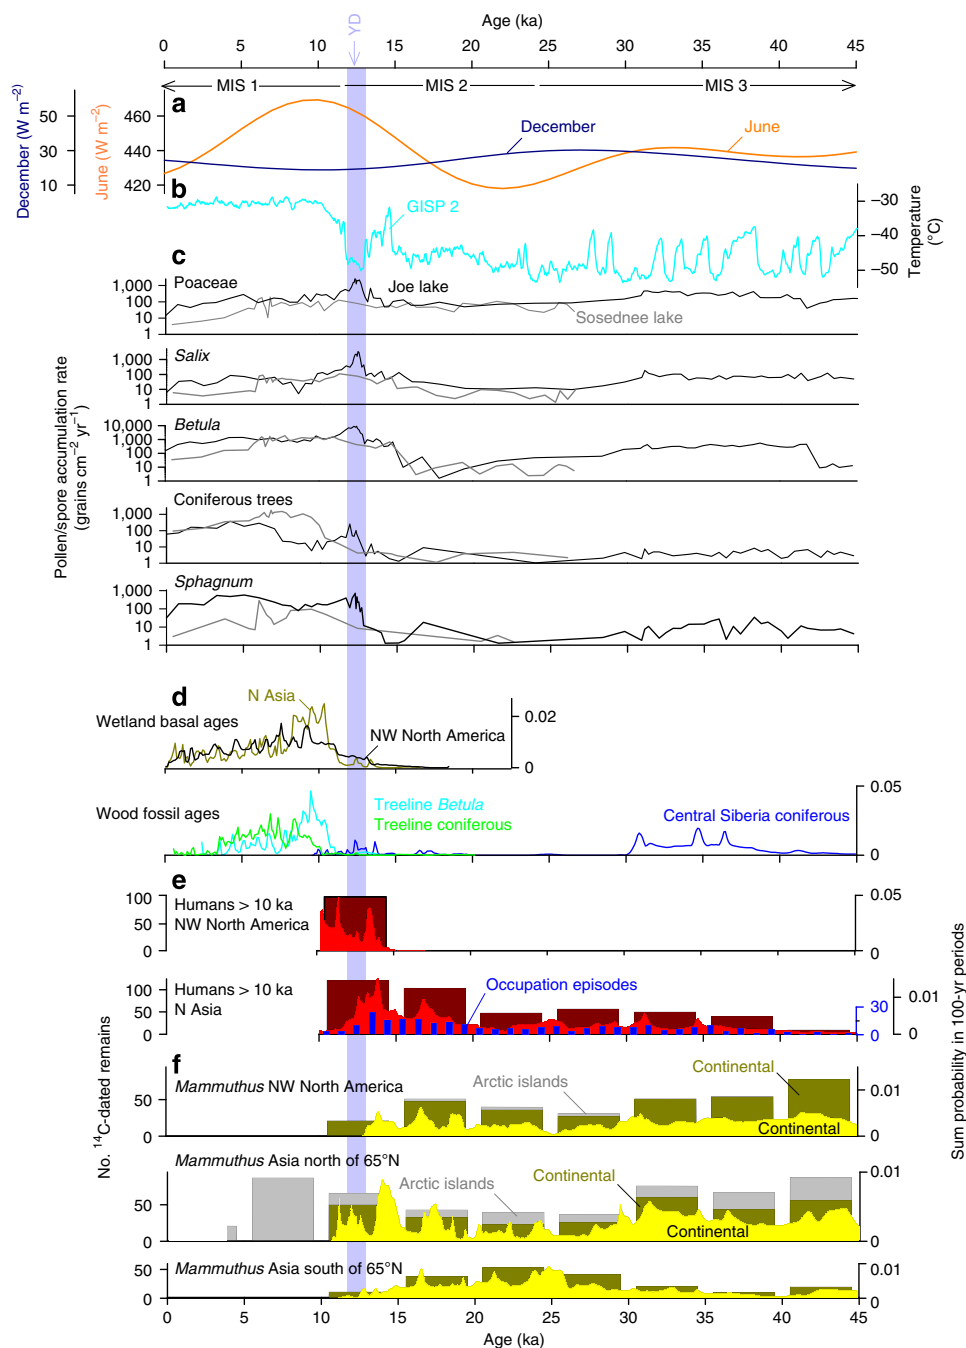 Age (ka)
YD
0 5 10 15 20 25 30 35 40 45
MIS 1 MIS 2 MIS 3
a
December (W m⁻²)
50
30
10
June (W m⁻²)
460
440
420
December
June
b
GISP 2
−30
−40
−50
Temperature (°C)
c
Pollen/spore accumulation rate
(grains cm⁻² yr⁻¹)
Poaceae
Joe lake
Sosednee lake
1,000
100
10
1
Salix
1,000
100
10
1
Betula
10,000
1,000
100
10
1
Coniferous trees
1,000
100
10
1
Sphagnum
1,000
100
10
1
d
N Asia
Wetland basal ages
NW North America
0.02
0
Wood fossil ages
Treeline Betula
Treeline coniferous
Central Siberia coniferous
0.05
0
e
Humans > 10 ka
NW North America
100
50
0
0.05
0
Humans > 10 ka
N Asia
Occupation episodes
100
50
0
30
0
0.01
0
No. ¹⁴C-dated remains
Sum probability in 100-yr periods
f
Mammuthus NW North America
Arctic islands
Continental
Continental
50
0
0.01
0
Mammuthus Asia north of 65°N
Arctic islands
Continental
Continental
50
0
0.01
0
Mammuthus Asia south of 65°N
50
0
0.01
0
0 5 10 15 20 25 30 35 40 45
Age (ka)